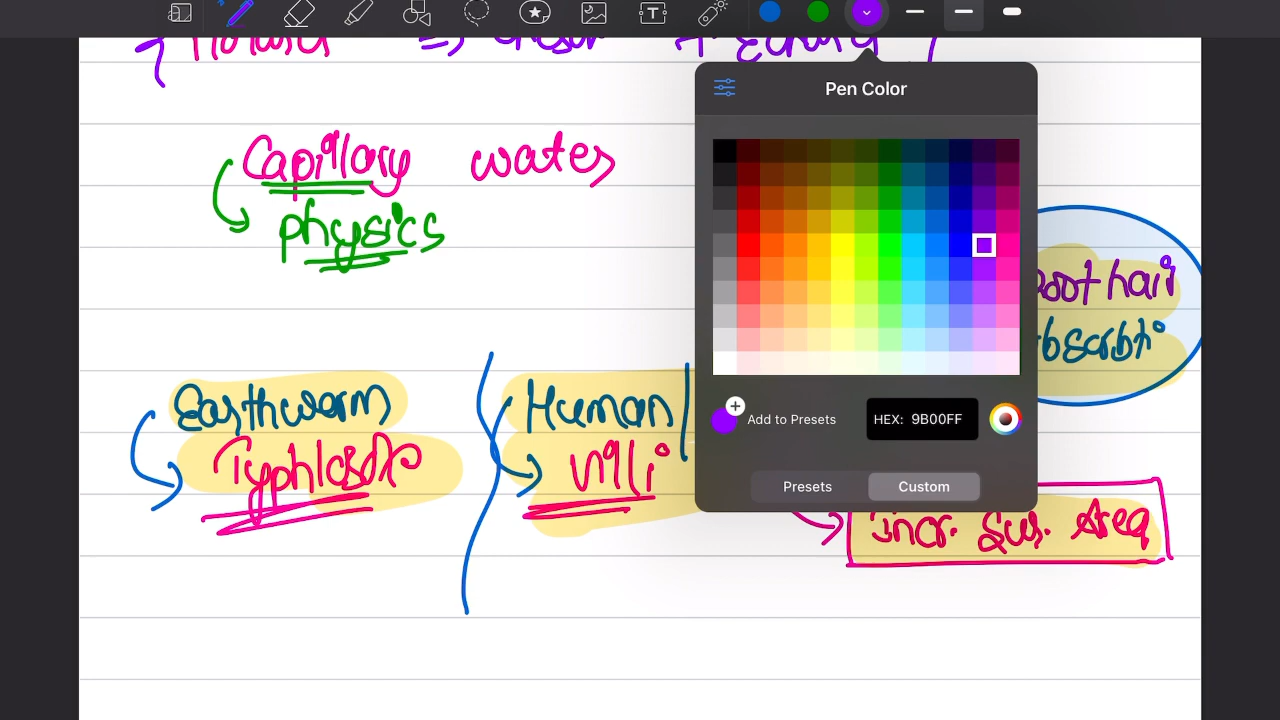 Pen Color
Capillary water
physics
Root hair
Absorbti
Earthworm
Human
Typhlosole
Villi
Add to Presets
HEX: 9B00FF
Presets
Custom
Incr. Sur. Area